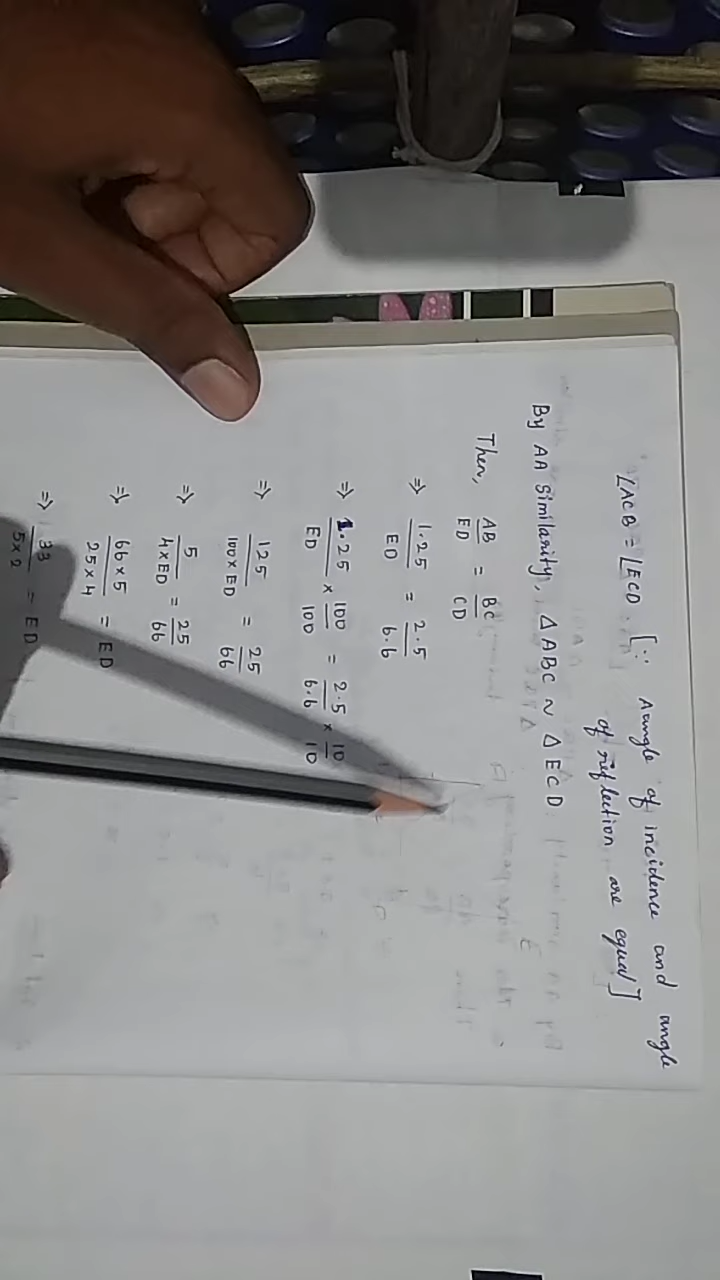 ∠ACB = ∠ECD. [∵ Aangle of incidence and angle
of reflection are equal]
By AA Similarity, △ABC ~ △ECD.
Then, AB/ED = BC/CD
⇒ 1.25/ED = 2.5/6.6
⇒ 1.25/ED × 100/100 = 2.5/6.6 × 10/10
⇒ 125/100×ED = 25/66
⇒ 5/4×ED = 25/66
⇒ 66×5/25×4 = ED
⇒ 33/5×2 = ED